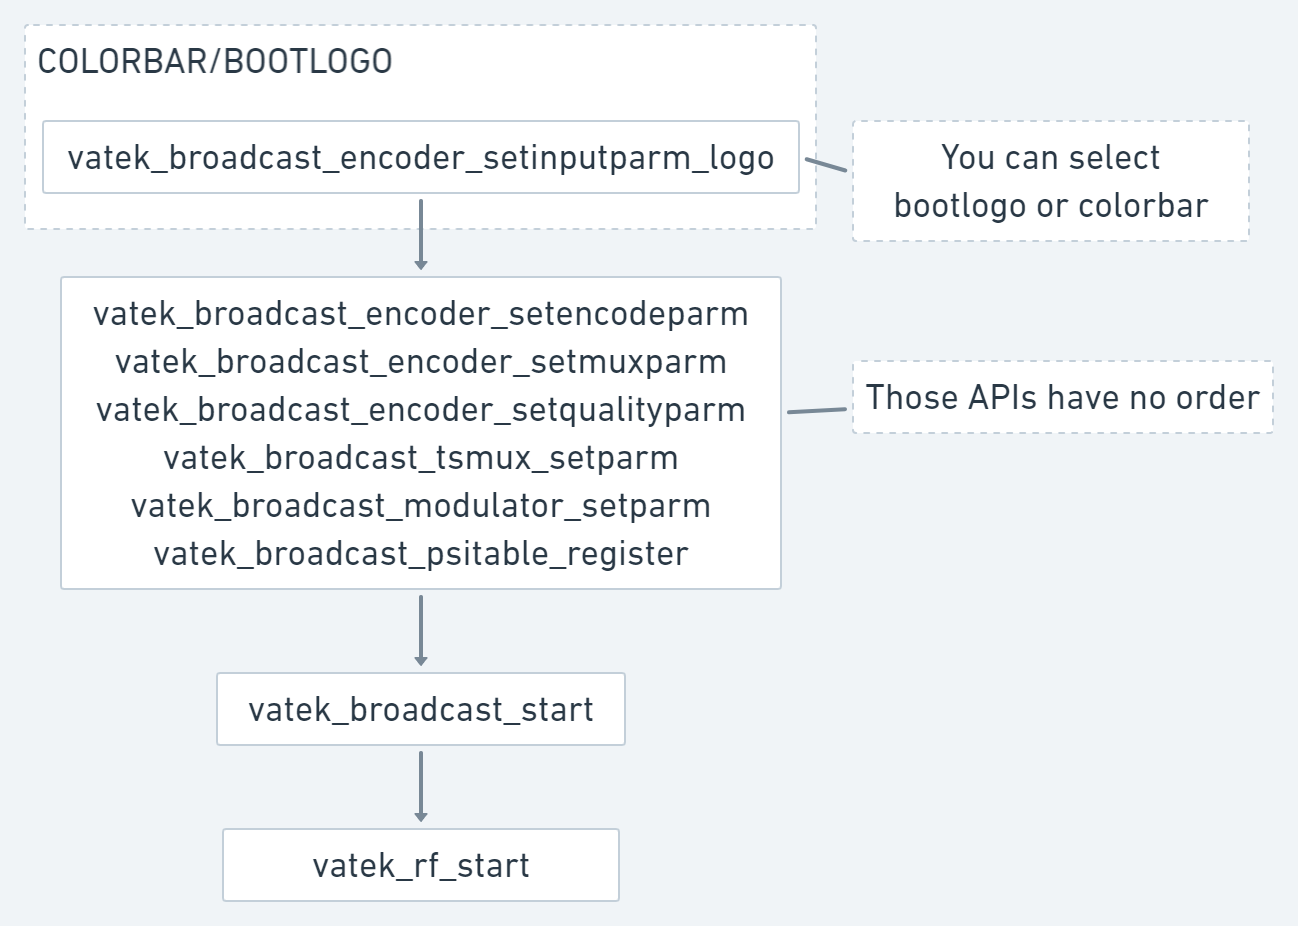 COLORBAR/BOOTLOGO
vatek_broadcast_encoder_setinputparm_logo
You can select
bootlogo or colorbar
vatek_broadcast_encoder_setencodeparm
vatek_broadcast_encoder_setmuxparm
vatek_broadcast_encoder_setqualityparm
vatek_broadcast_tsmux_setparm
vatek_broadcast_modulator_setparm
vatek_broadcast_psitable_register
Those APIs have no order
vatek_broadcast_start
vatek_rf_start